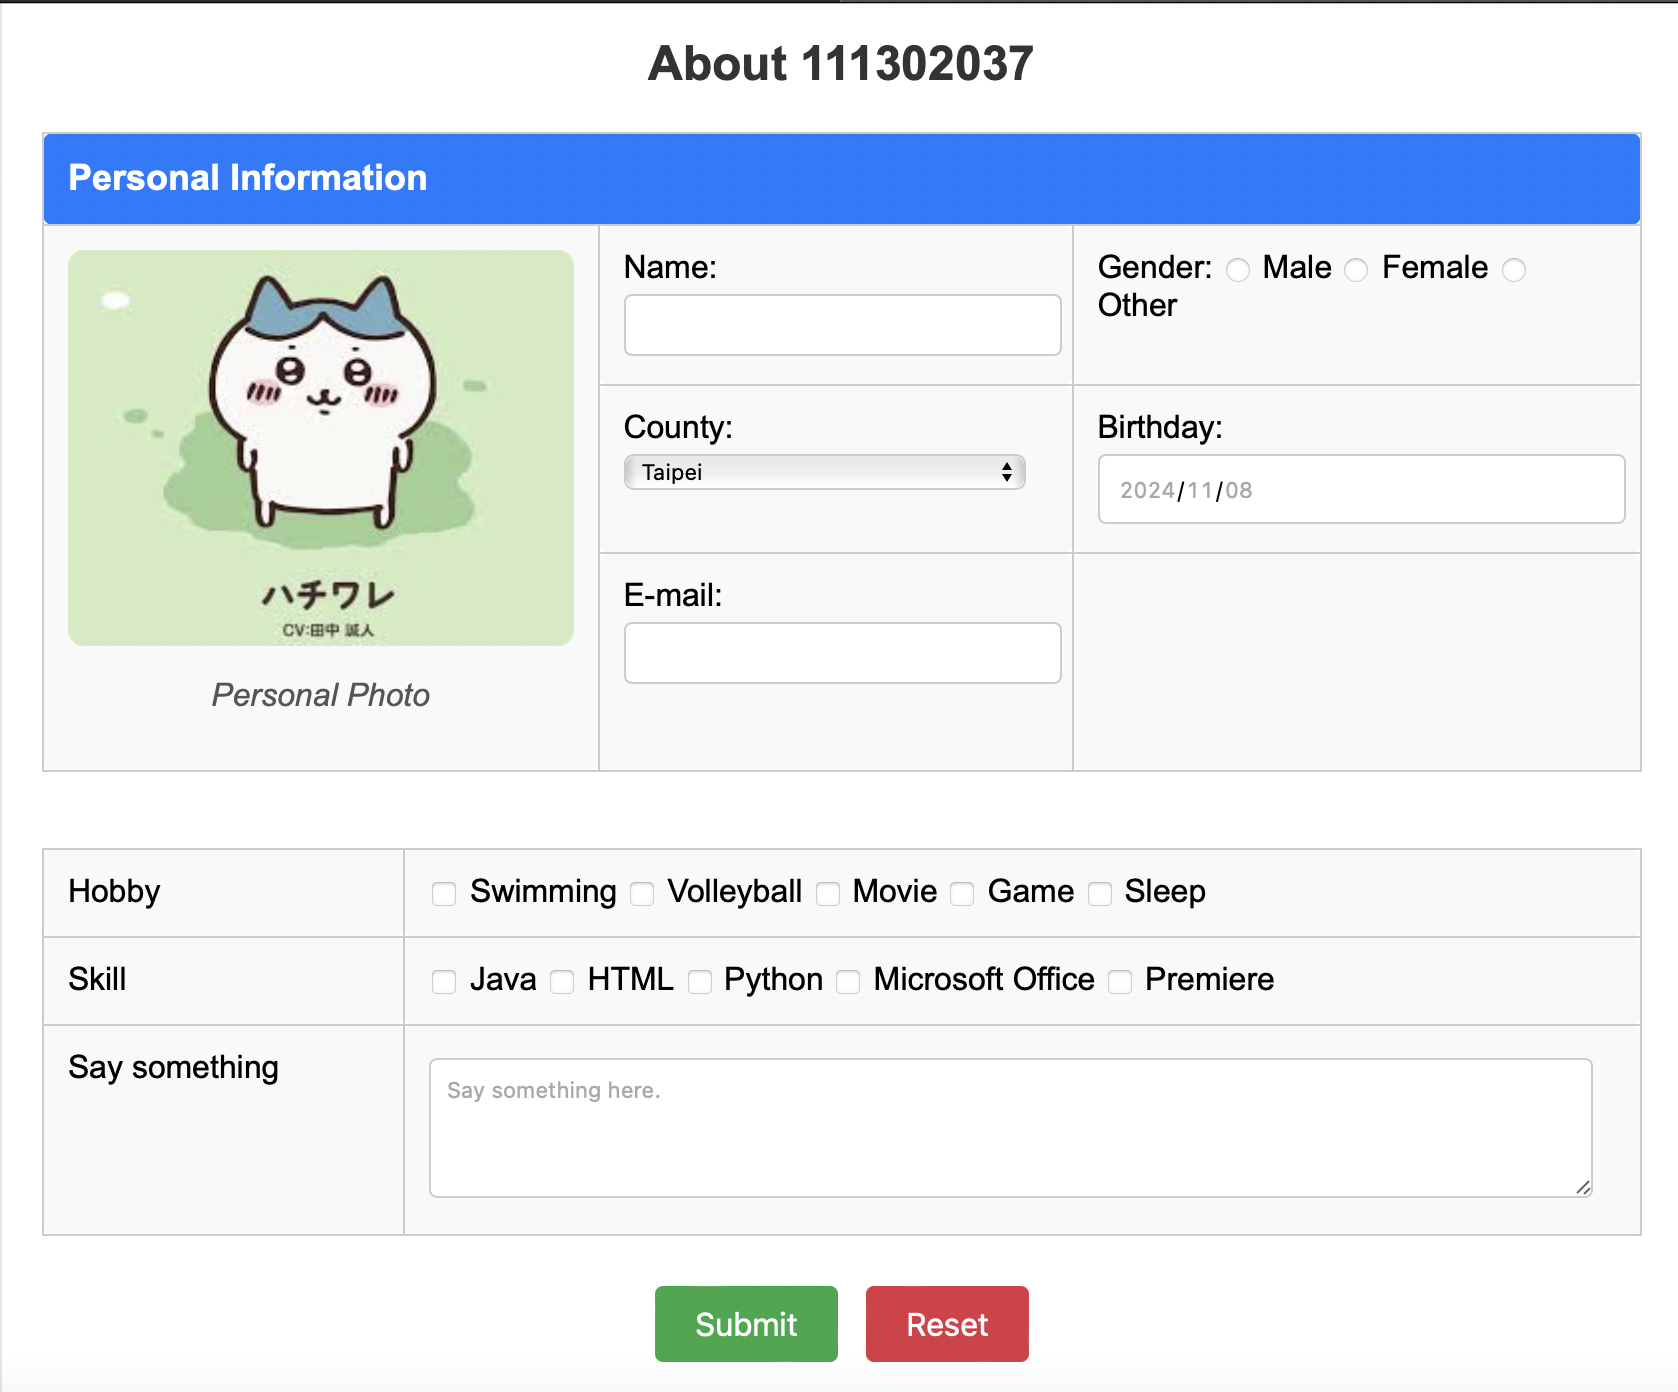 About 111302037
Personal Information
ハチワレ
CV:田中 誠人
Personal Photo
Name:
Gender: Male Female
Other
County:
Taipei
Birthday:
2024/11/08
E-mail:
Hobby
Swimming Volleyball Movie Game Sleep
Skill
Java HTML Python Microsoft Office Premiere
Say something
Say something here.
Submit
Reset